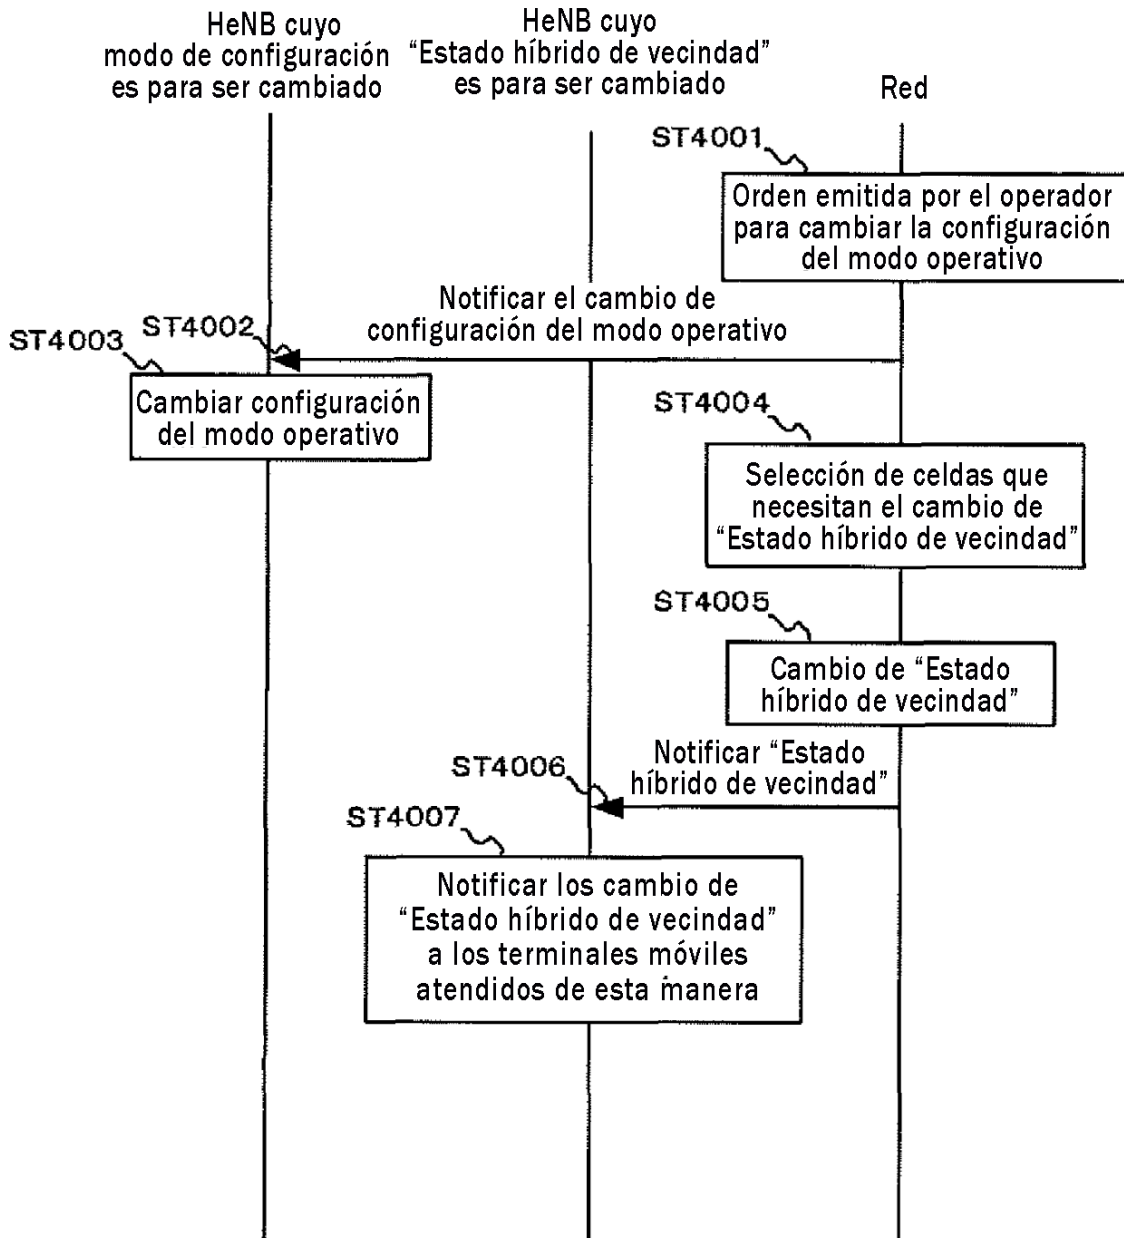 HeNB cuyo
modo de configuración
es para ser cambiado
HeNB cuyo
“Estado híbrido de vecindad”
es para ser cambiado
Red
ST4001
Orden emitida por el operador
para cambiar la configuración
del modo operativo
Notificar el cambio de
configuración del modo operativo
ST4002
ST4003
Cambiar configuración
del modo operativo
ST4004
Selección de celdas que
necesitan el cambio de
“Estado híbrido de vecindad”
ST4005
Cambio de “Estado
híbrido de vecindad”
Notificar “Estado
híbrido de vecindad”
ST4006
ST4007
Notificar los cambio de
“Estado híbrido de vecindad”
a los terminales móviles
atendidos de esta manera